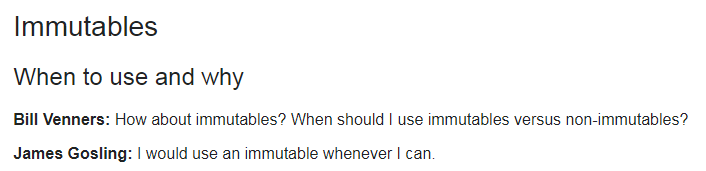 Immutables
When to use and why
Bill Venners: How about immutables? When should I use immutables versus non-immutables?
James Gosling: I would use an immutable whenever I can.